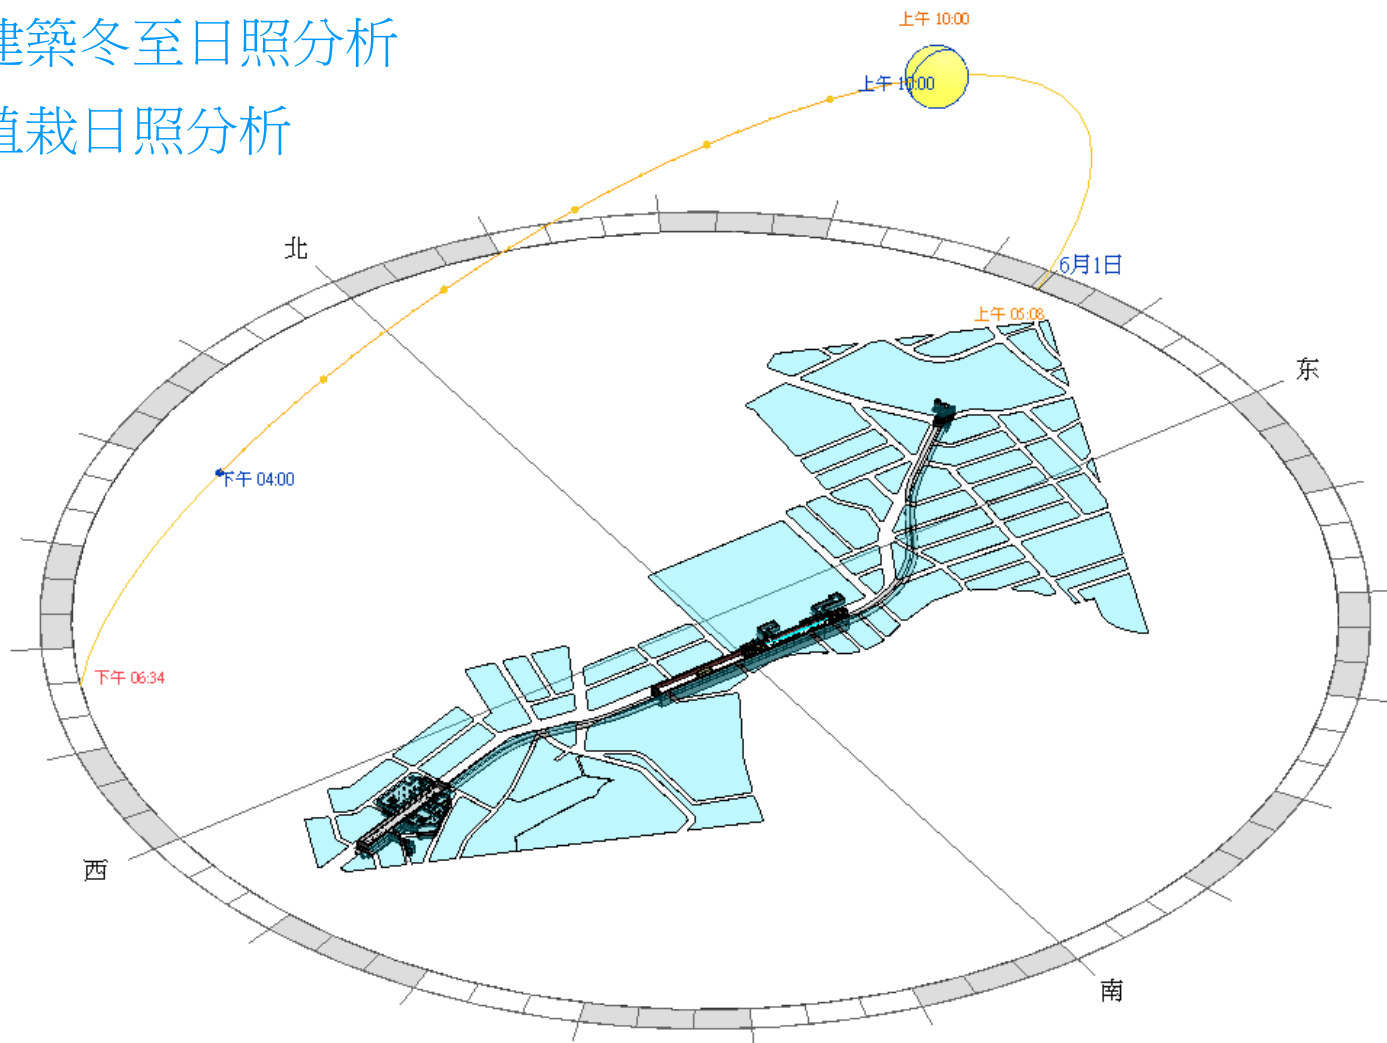 建築冬至日照分析
植栽日照分析
上午 10:00
上午 10:00
北
6月1日
上午 05:08
东
下午 04:00
下午 06:34
西
南